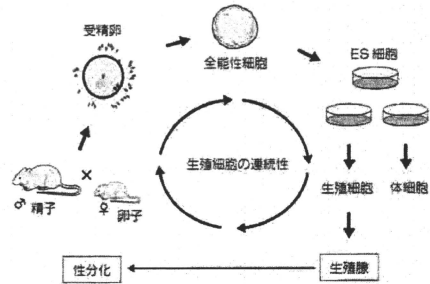 受精卵
全能性細胞
ES 細胞
生殖細胞の連続性
♂ 精子
×
♀ 卵子
生殖細胞
体細胞
性分化
生殖腺